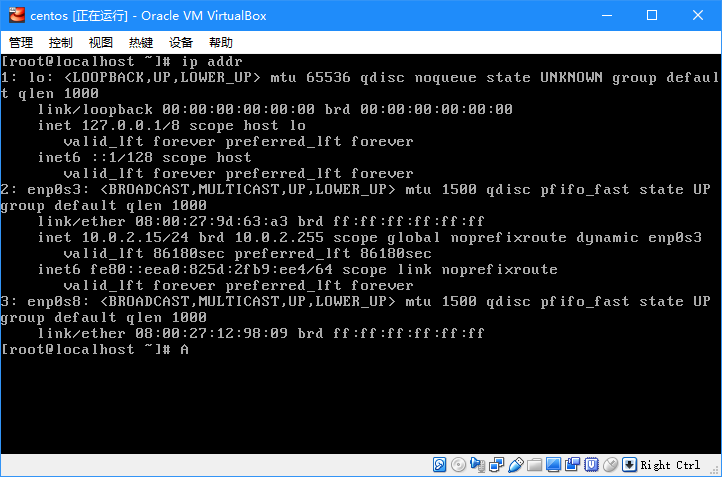 centos [正在运行] - Oracle VM VirtualBox
管理 控制 视图 热键 设备 帮助
[root@localhost ~]# ip addr
1: lo: <LOOPBACK,UP,LOWER_UP> mtu 65536 qdisc noqueue state UNKNOWN group defaul
t qlen 1000
    link/loopback 00:00:00:00:00:00 brd 00:00:00:00:00:00
    inet 127.0.0.1/8 scope host lo
       valid_lft forever preferred_lft forever
    inet6 ::1/128 scope host
       valid_lft forever preferred_lft forever
2: enp0s3: <BROADCAST,MULTICAST,UP,LOWER_UP> mtu 1500 qdisc pfifo_fast state UP
group default qlen 1000
    link/ether 08:00:27:9d:63:a3 brd ff:ff:ff:ff:ff:ff
    inet 10.0.2.15/24 brd 10.0.2.255 scope global noprefixroute dynamic enp0s3
       valid_lft 86180sec preferred_lft 86180sec
    inet6 fe80::eea0:825d:2fb9:ee4/64 scope link noprefixroute
       valid_lft forever preferred_lft forever
3: enp0s8: <BROADCAST,MULTICAST,UP,LOWER_UP> mtu 1500 qdisc pfifo_fast state UP
group default qlen 1000
    link/ether 08:00:27:12:98:09 brd ff:ff:ff:ff:ff:ff
[root@localhost ~]# A
Right Ctrl